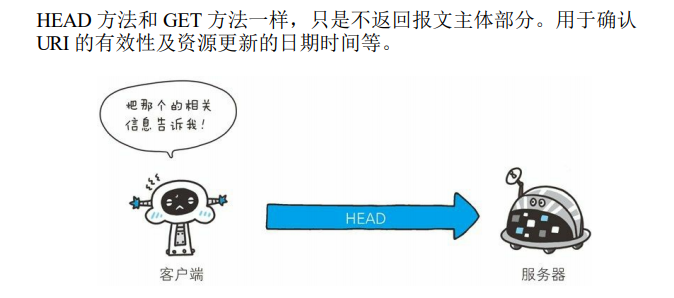 HEAD 方法和 GET 方法一样，只是不返回报文主体部分。用于确认
URI 的有效性及资源更新的日期时间等。
把那个的相关
信息告诉我！
HEAD
客户端
服务器